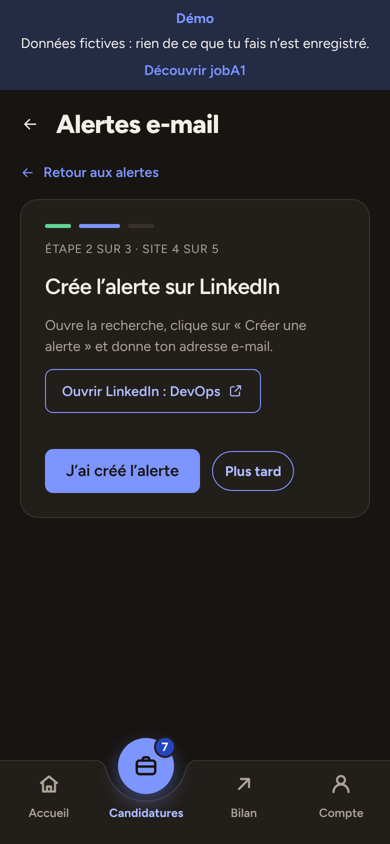 Démo
Données fictives : rien de ce que tu fais n’est enregistré.
Découvrir jobA1
Alertes e-mail
Retour aux alertes
ÉTAPE 2 SUR 3 · SITE 4 SUR 5
Crée l’alerte sur LinkedIn
Ouvre la recherche, clique sur « Créer une
alerte » et donne ton adresse e-mail.
Ouvrir LinkedIn : DevOps
J’ai créé l’alerte
Plus tard
7
Accueil
Candidatures
Bilan
Compte